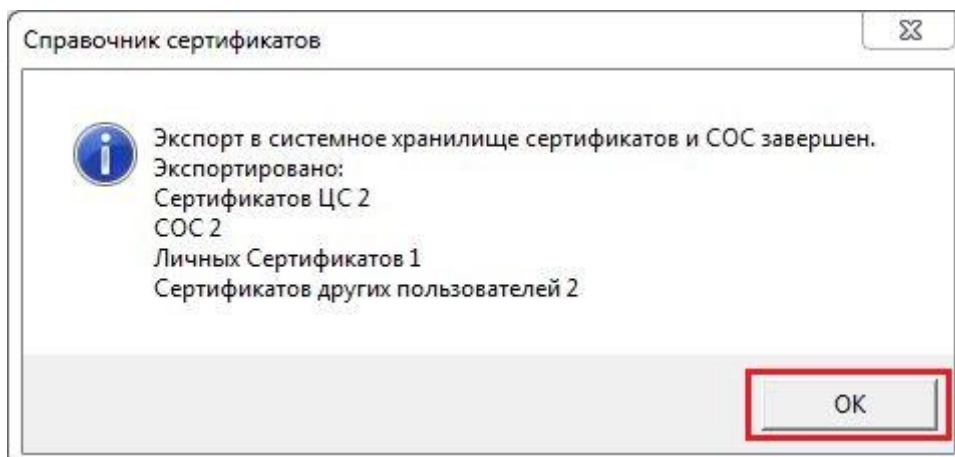 Справочник сертификатов
Экспорт в системное хранилище сертификатов и СОС завершен.
Экспортировано:
Сертификатов ЦС 2
СОС 2
Личных Сертификатов 1
Сертификатов других пользователей 2
ОК